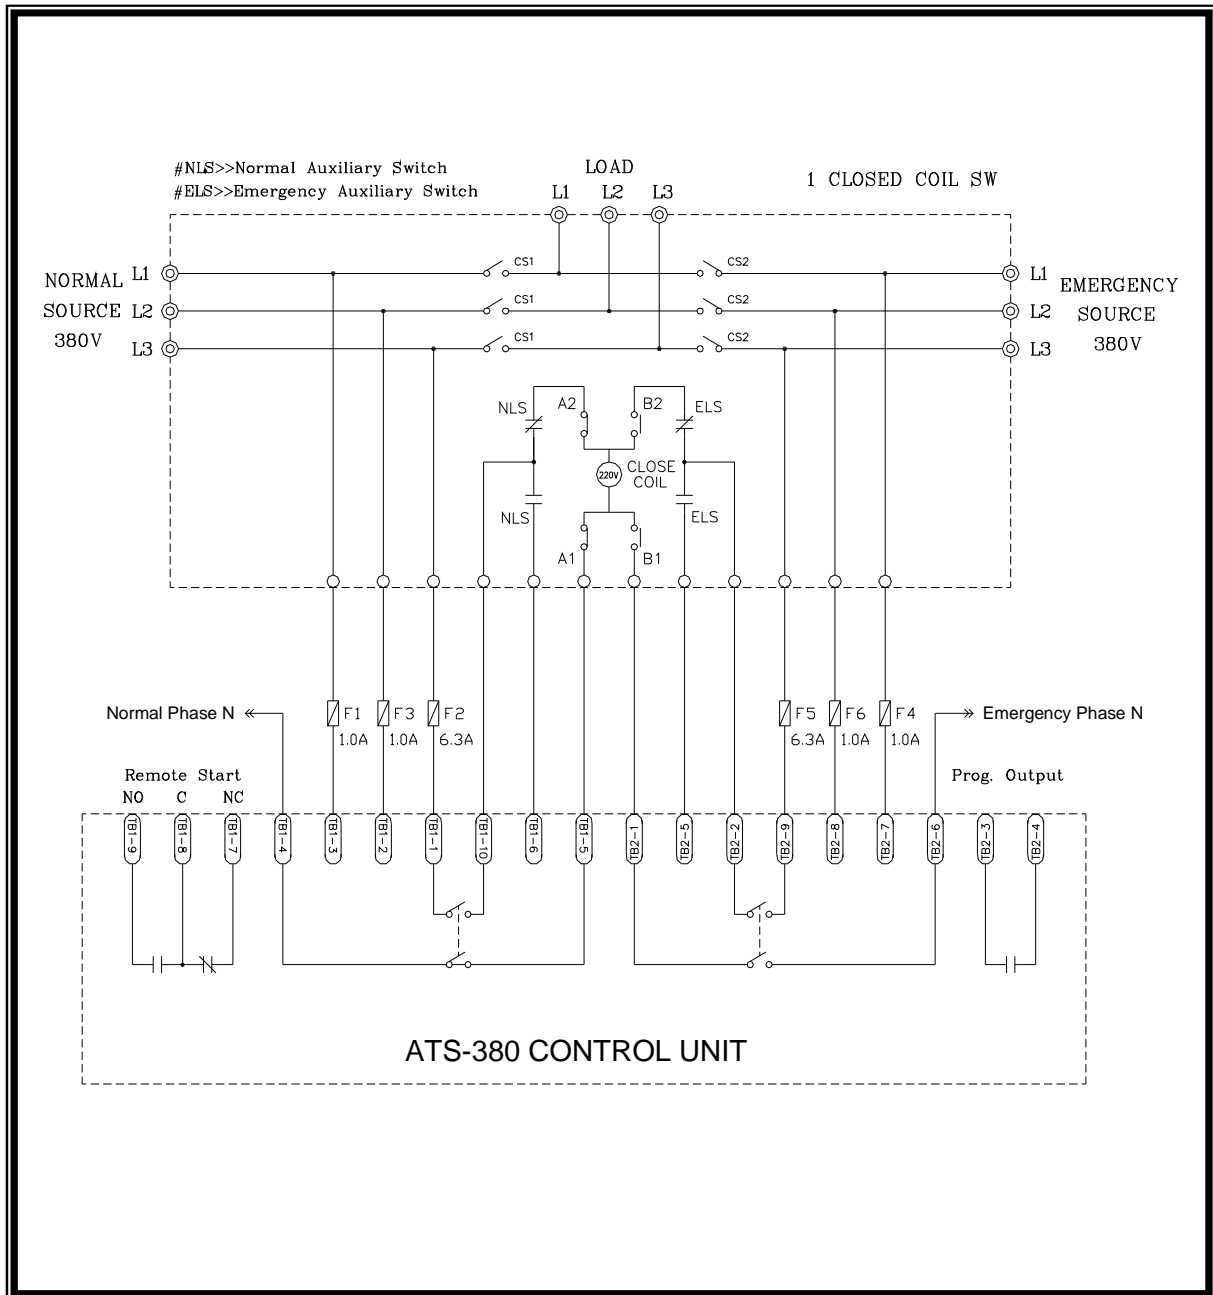 #NLS>>Normal Auxiliary Switch
#ELS>>Emergency Auxiliary Switch
LOAD
L1 L2 L3
1 CLOSED COIL SW
NORMAL
SOURCE
380V
L1
L2
L3
CS1
CS1
CS1
CS2
CS2
CS2
L1
L2
L3
EMERGENCY
SOURCE
380V
NLS A2 B2 ELS
220V
CLOSE
COIL
NLS ELS
A1 B1
Normal Phase N
F1
1.0A
F3
1.0A
F2
6.3A
F5
6.3A
F6
1.0A
F4
1.0A
Emergency Phase N
Remote Start
NO C NC
Prog. Output
TB1-9
TB1-8
TB1-7
TB1-4
TB1-3
TB1-2
TB1-1
TB1-10
TB1-6
TB1-5
TB2-1
TB2-5
TB2-2
TB2-9
TB2-8
TB2-7
TB2-6
TB2-3
TB2-4
ATS-380 CONTROL UNIT